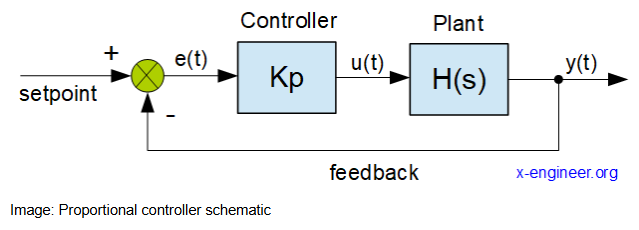 Controller
Plant
+
e(t)
Kp
u(t)
H(s)
y(t)
setpoint
-
feedback
x-engineer.org
Image: Proportional controller schematic